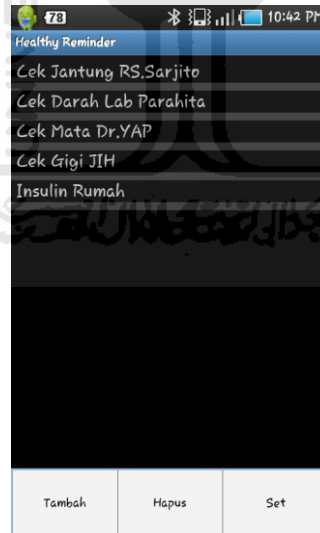 78 10:42 PM
Healthy Reminder
Cek Jantung RS.Sarjito
Cek Darah Lab Parahita
Cek Mata Dr.YAP
Cek Gigi JIH
Insulin Rumah
Tambah Hapus Set